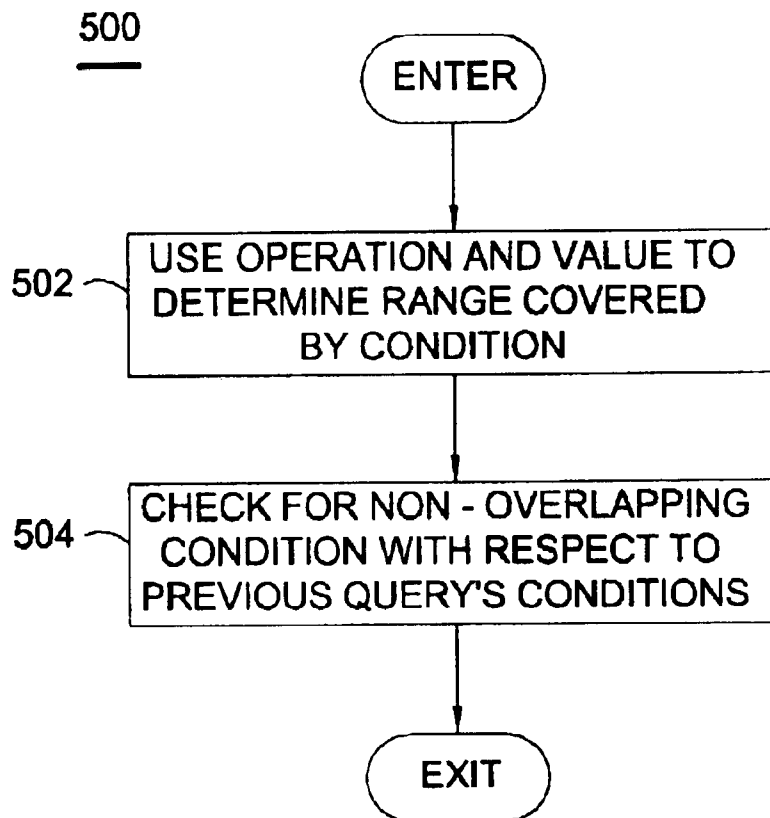 500
ENTER
502
USE OPERATION AND VALUE TO
DETERMINE RANGE COVERED
BY CONDITION
504
CHECK FOR NON - OVERLAPPING
CONDITION WITH RESPECT TO
PREVIOUS QUERY'S CONDITIONS
EXIT